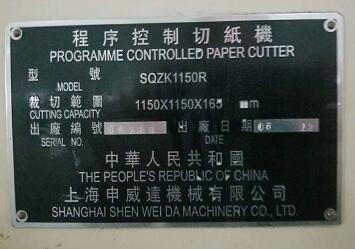 程序控制切紙機
PROGRAMME CONTROLLED PAPER CUTTER
型號 SQZK1150R
MODEL
裁切範圍 1150X1150X165 mm
CUTTING CAPACITY
出廠編號 出廠日期 06
SERIAL NO. DATE
中華人民共和國
THE PEOPLE'S REPUBLIC OF CHINA
上海申威達機械有限公司
SHANGHAI SHEN WEI DA MACHINERY CO., LTD.